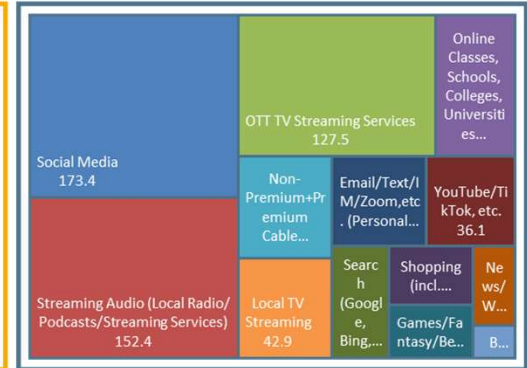 Social Media
173.4
Streaming Audio (Local Radio/
Podcasts/Streaming Services)
152.4
OTT TV Streaming Services
127.5
Online
Classes,
Schools,
Colleges,
Universiti
es...
Non-
Premium+Pr
emium
Cable...
Email/Text/I
M/Zoom,etc
. (Personal...
YouTube/Ti
kTok, etc.
36.1
Local TV
Streaming
42.9
Searc
h
(Googl
e,
Bing,...
Shopping
(incl....
Games/Fa
ntasy/Be...
Ne
ws/
W...
B...